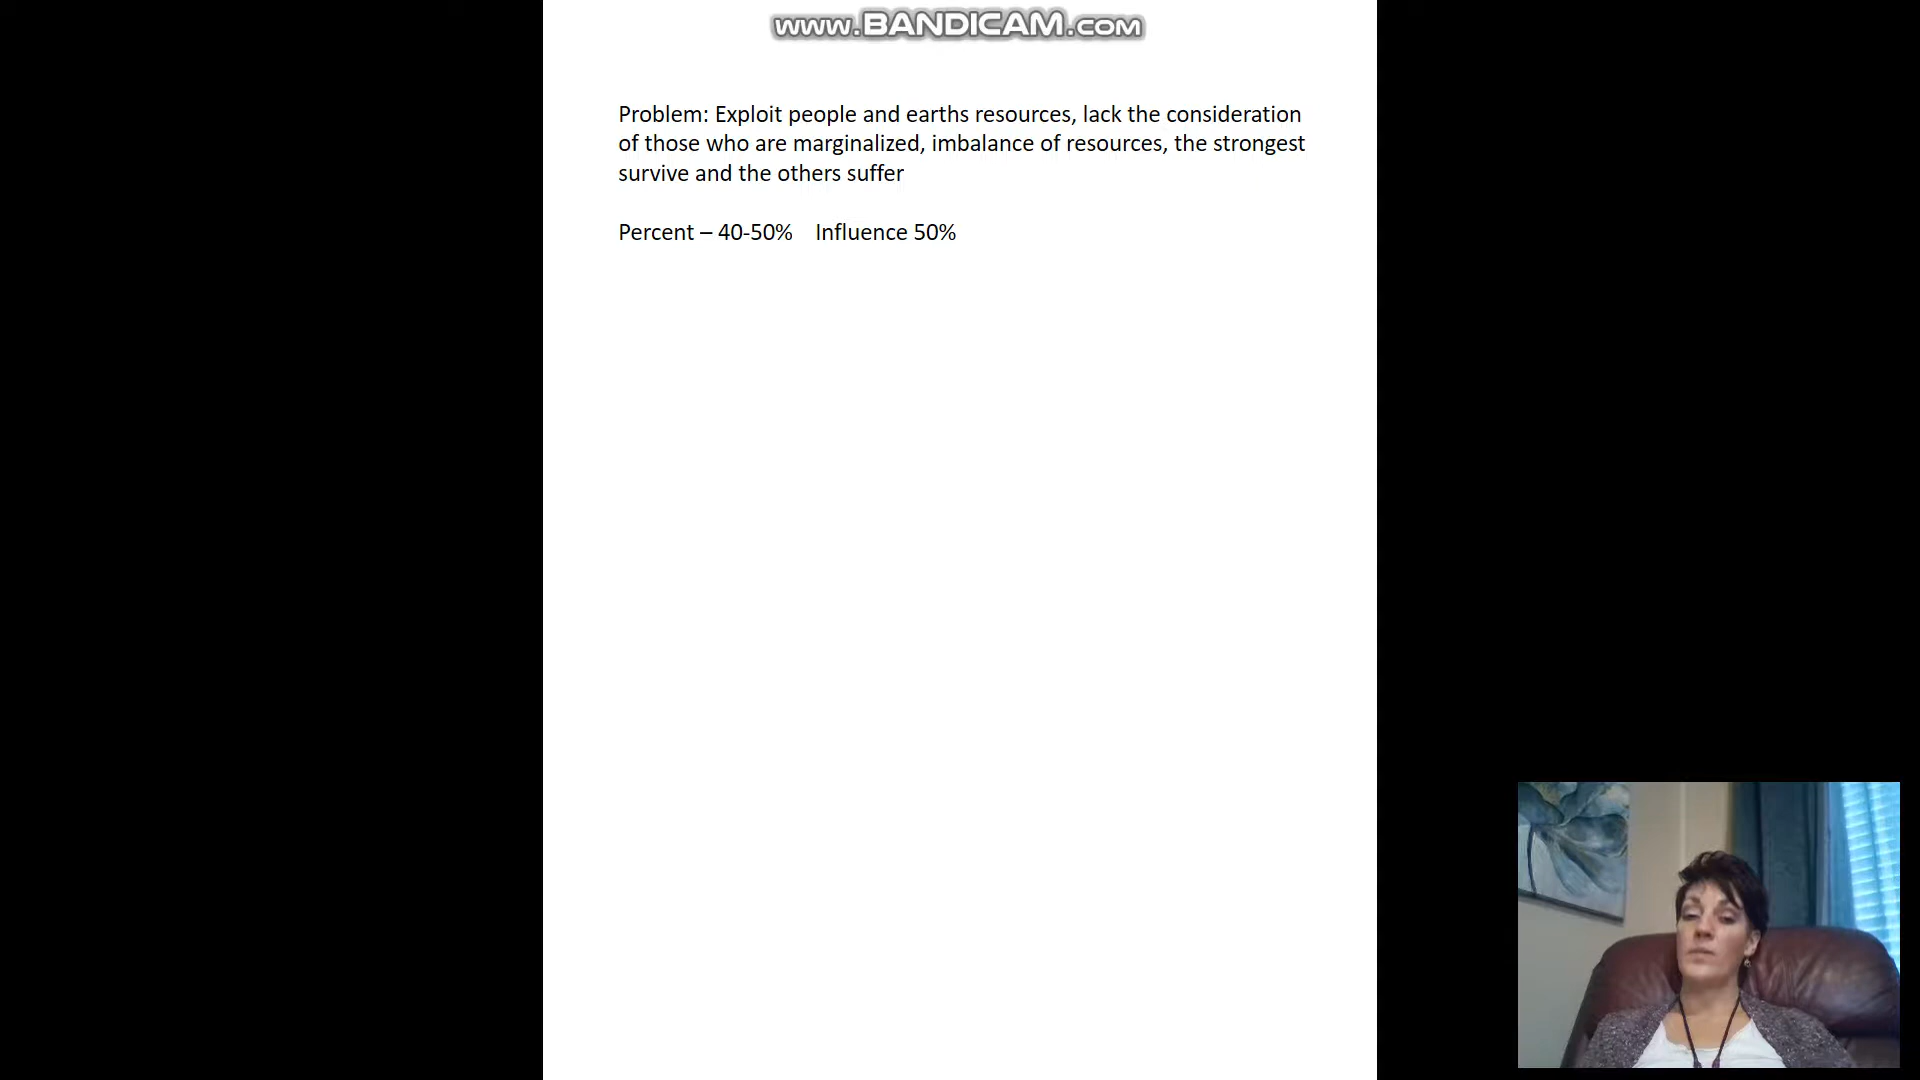 www.BANDICAM.com
Problem: Exploit people and earths resources, lack the consideration
of those who are marginalized, imbalance of resources, the strongest
survive and the others suffer
Percent – 40-50% Influence 50%